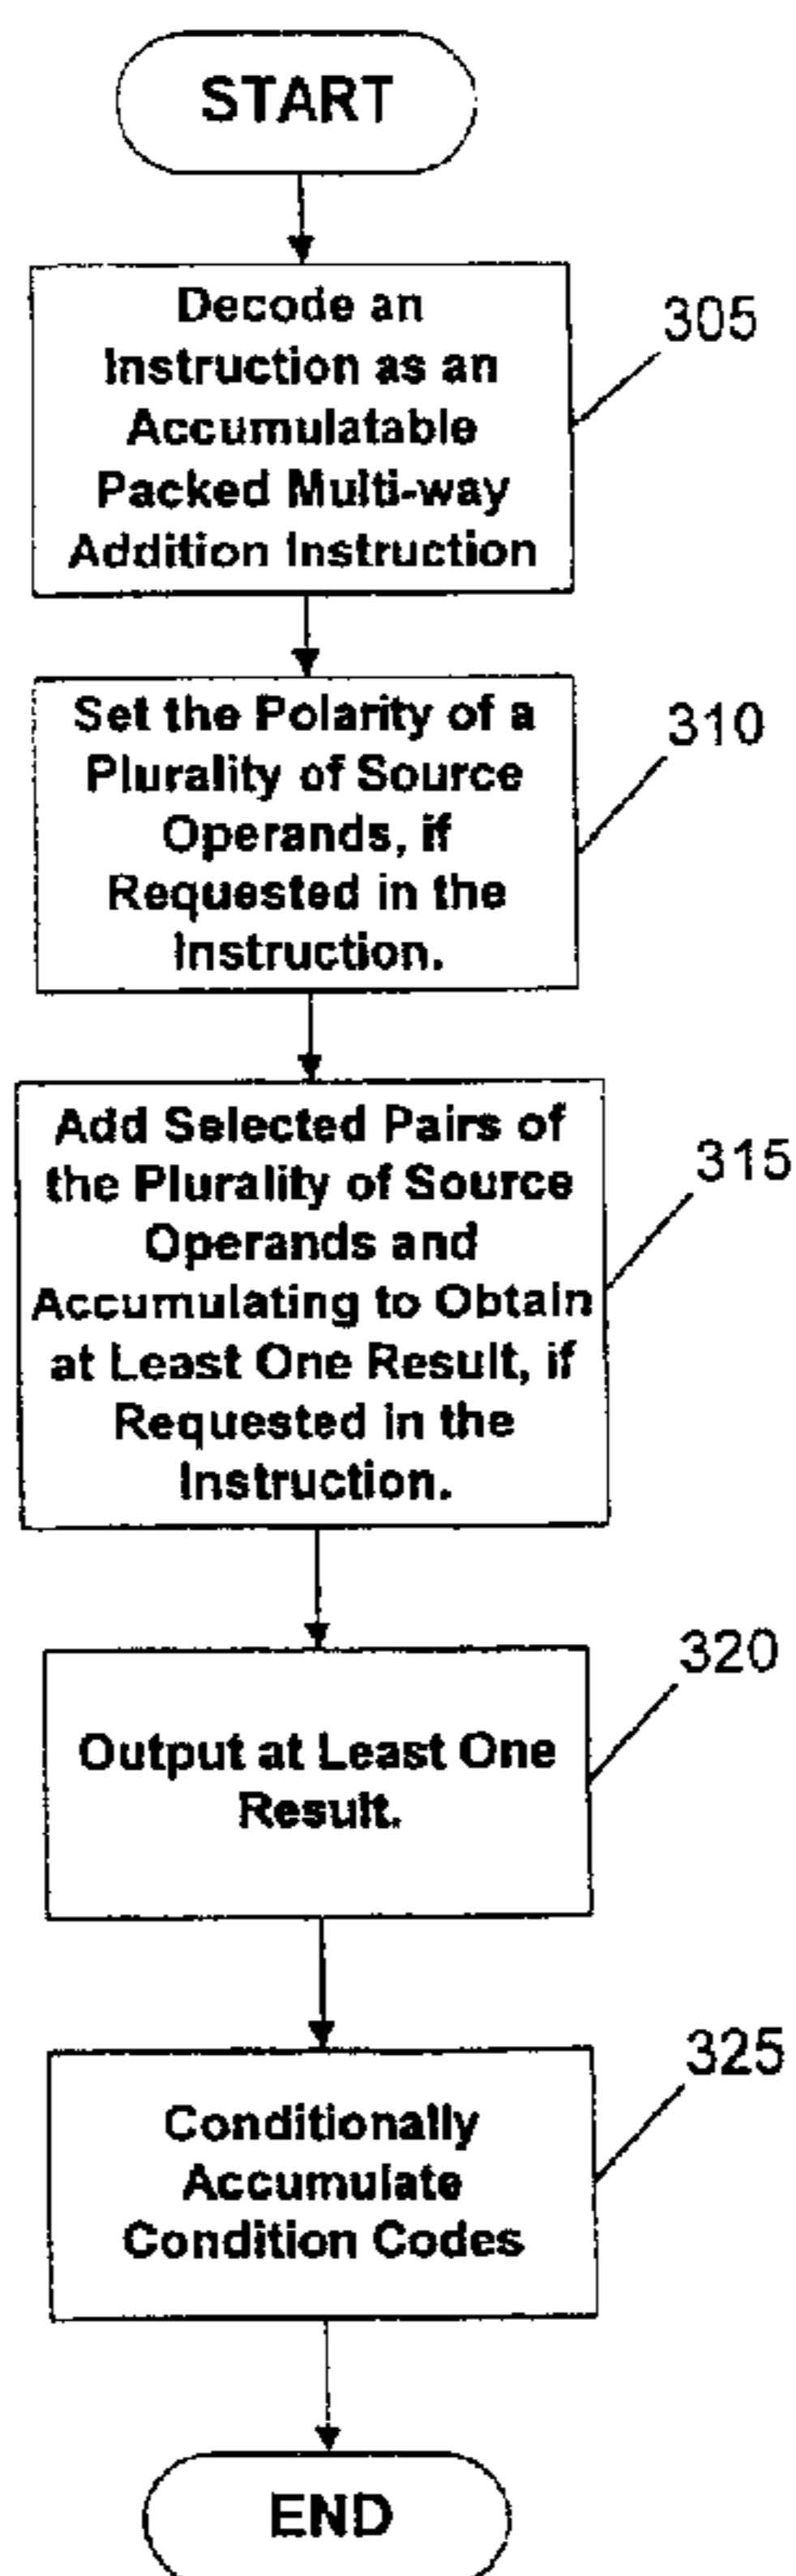 START
Decode an
Instruction as an
Accumulatable
Packed Multi-way
Addition Instruction
305
Set the Polarity of a
Plurality of Source
Operands, if
Requested in the
Instruction.
310
Add Selected Pairs of
the Plurality of Source
Operands and
Accumulating to Obtain
at Least One Result, if
Requested in the
Instruction.
315
Output at Least One
Result.
320
Conditionally
Accumulate
Condition Codes
325
END